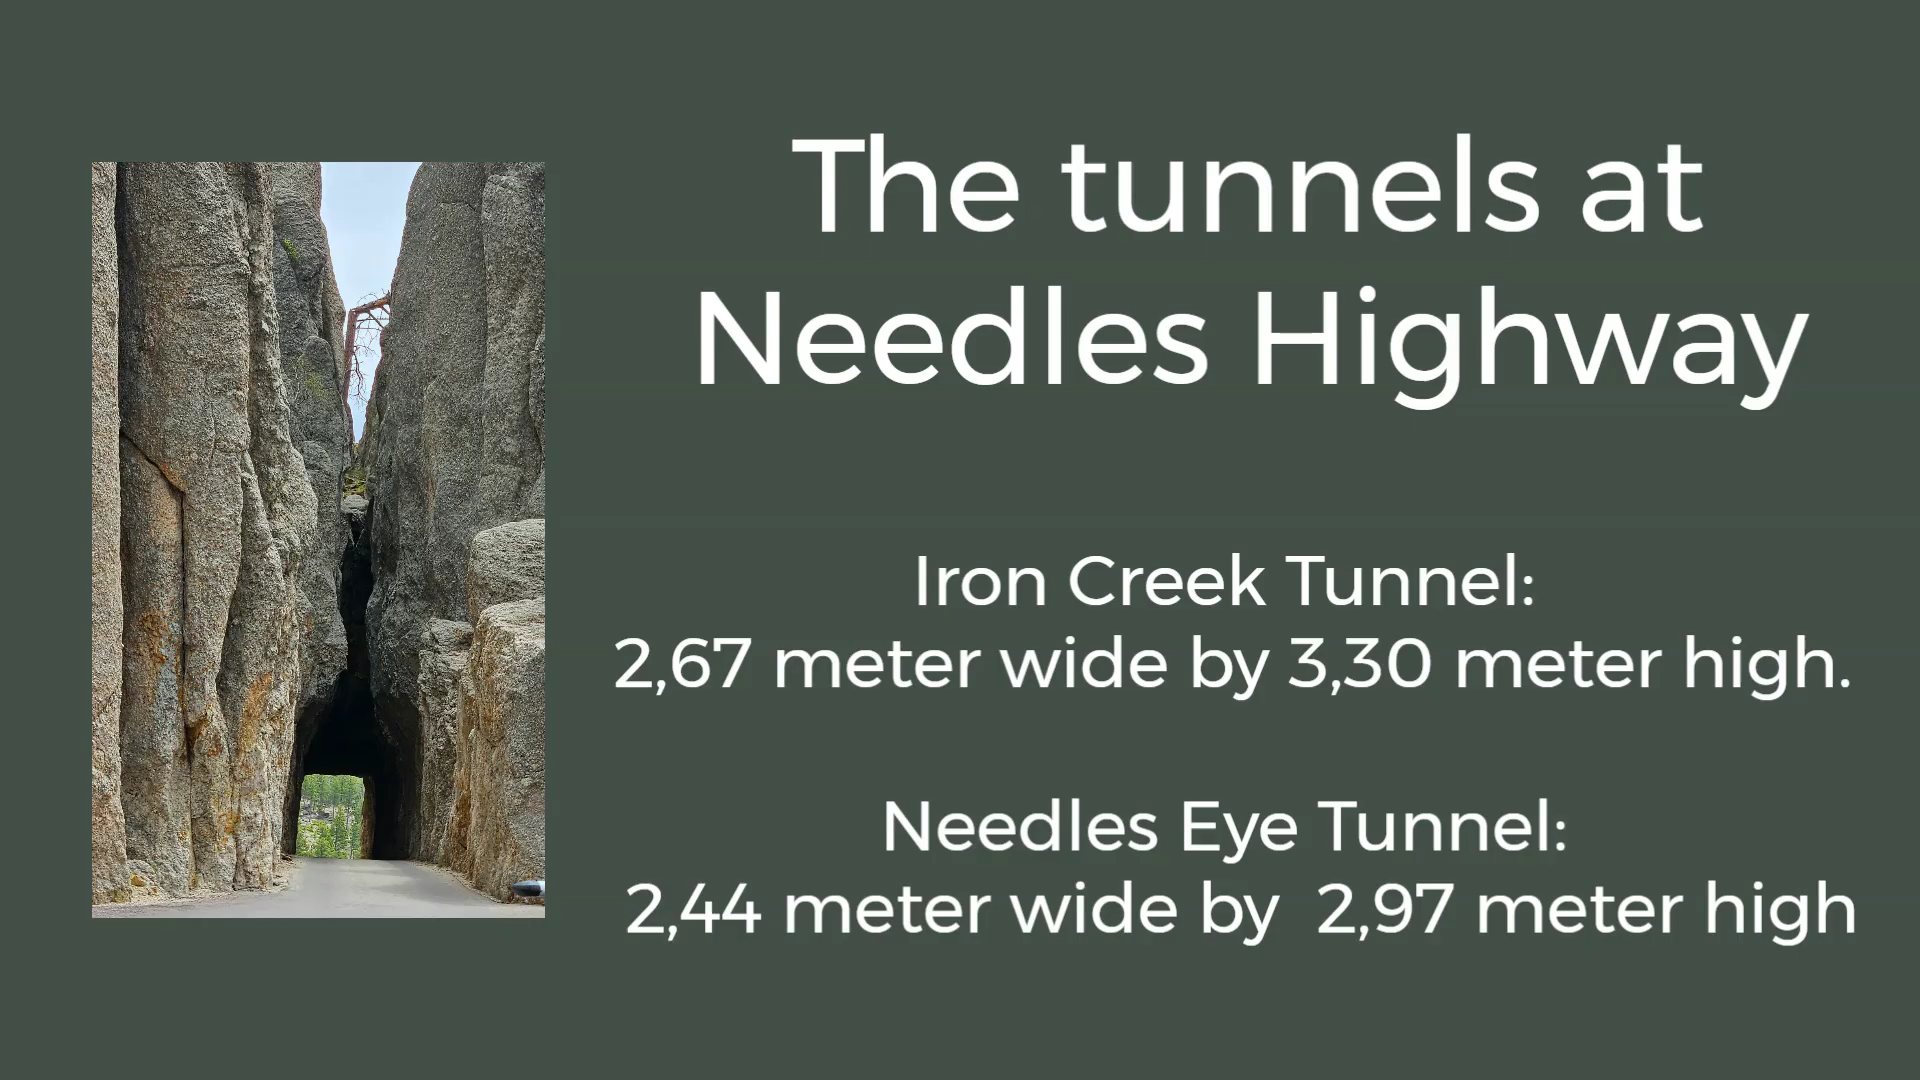 The tunnels at
Needles Highway
Iron Creek Tunnel:
2,67 meter wide by 3,30 meter high.
Needles Eye Tunnel:
2,44 meter wide by  2,97 meter high